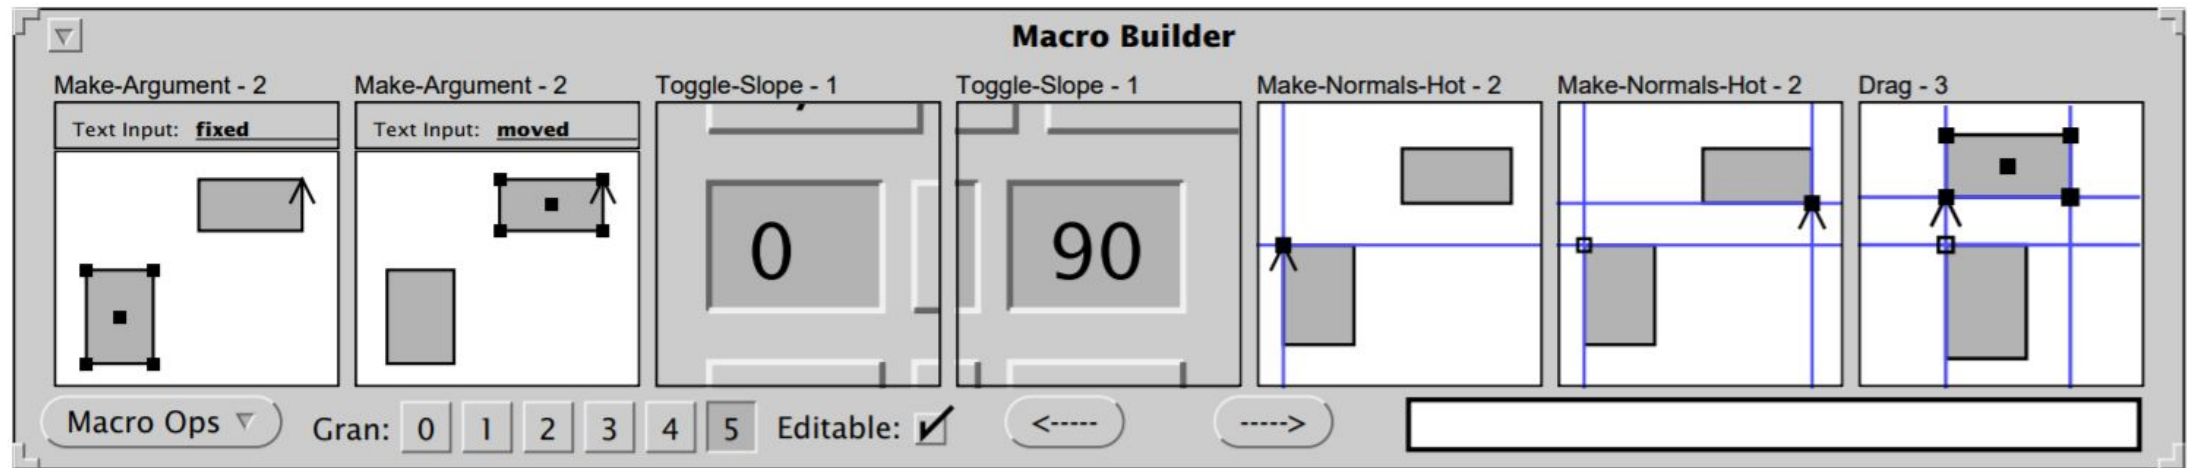 Macro Builder
Make-Argument - 2 Make-Argument - 2 Toggle-Slope - 1 Toggle-Slope - 1 Make-Normals-Hot - 2 Make-Normals-Hot - 2 Drag - 3
Text Input: fixed Text Input: moved
0 90
Macro Ops Gran: 0 1 2 3 4 5 Editable: <----- ----->